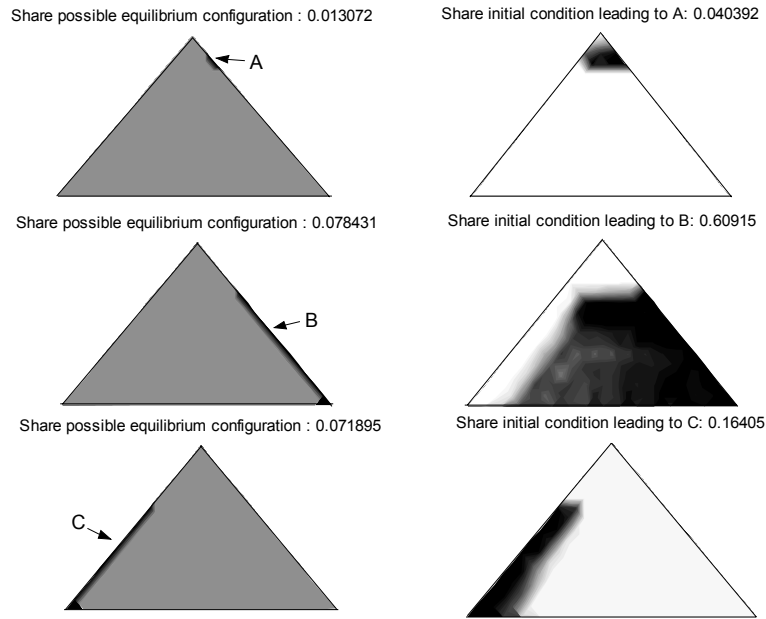 Share possible equilibrium configuration : 0.013072
Share initial condition leading to A: 0.040392
A
Share possible equilibrium configuration : 0.078431
Share initial condition leading to B: 0.60915
B
Share possible equilibrium configuration : 0.071895
Share initial condition leading to C: 0.16405
C